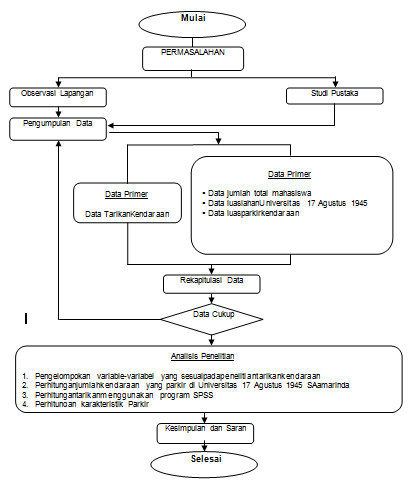 Mulai
PERMASALAHAN
Observasi Lapangan
Studi Pustaka
Pengumpulan Data
Data Primer
Data TarikanKendaraan
Data Primer
• Data jumlah total mahasiswa
• Data luaslahanUniversitas 17 Agustus 1945
• Data luasparkirkendaraan
Rekapitulasi Data
Data Cukup
Analisis Penelitian
1. Pengelompokan variable-variabel yang sesuaipadapenelitiantarikankendaraan
2. Perhitunganjumlahkendaraan yang parkir di Universitas 17 Agustus 1945 SAamarinda
3. Perhitungantarikanmenggunakan program SPSS
4. Perhitungan karakteristik Parkir
Kesimpulan dan Saran
Selesai